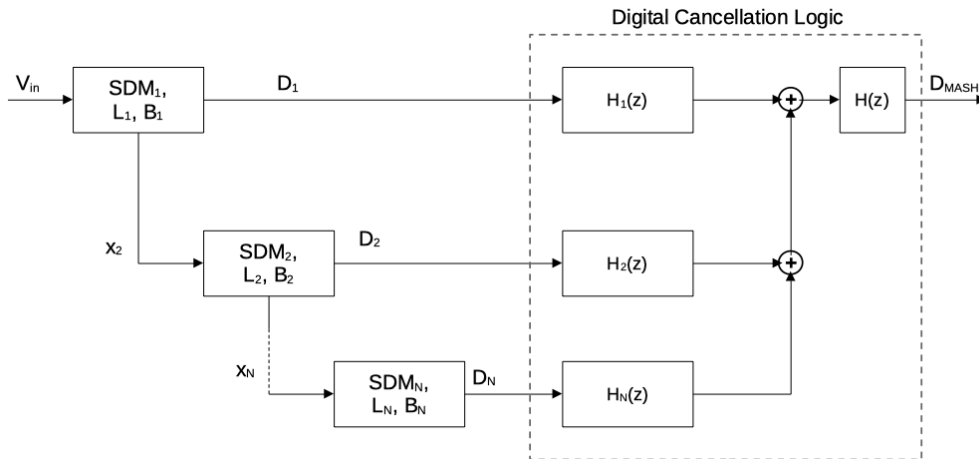 Digital Cancellation Logic
Vin
SDM1,
L1, B1
D1
H1(z)
+
H(z)
DMASH
x2
SDM2,
L2, B2
D2
H2(z)
+
xN
SDMN,
LN, BN
DN
HN(z)